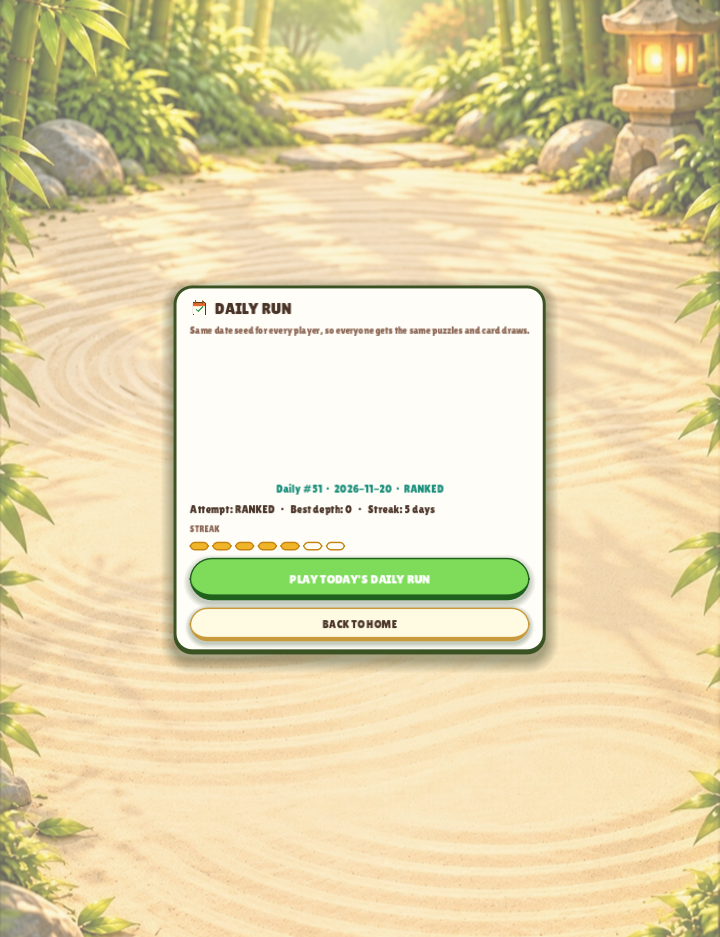 DAILY RUN
Same date seed for every player, so everyone gets the same puzzles and card draws.
Daily #51 · 2026-11-20 · RANKED
Attempt: RANKED · Best depth: 0 · Streak: 5 days
STREAK
PLAY TODAY'S DAILY RUN
BACK TO HOME